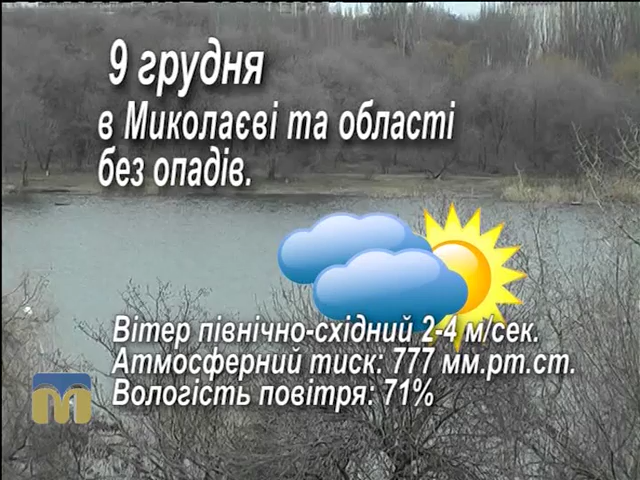 9 грудня
в Миколаєві та області
без опадів.
Вітер північно-східний 2-4 м/сек.
Атмосферний тиск: 777 мм.рт.ст.
Вологість повітря: 71%
М